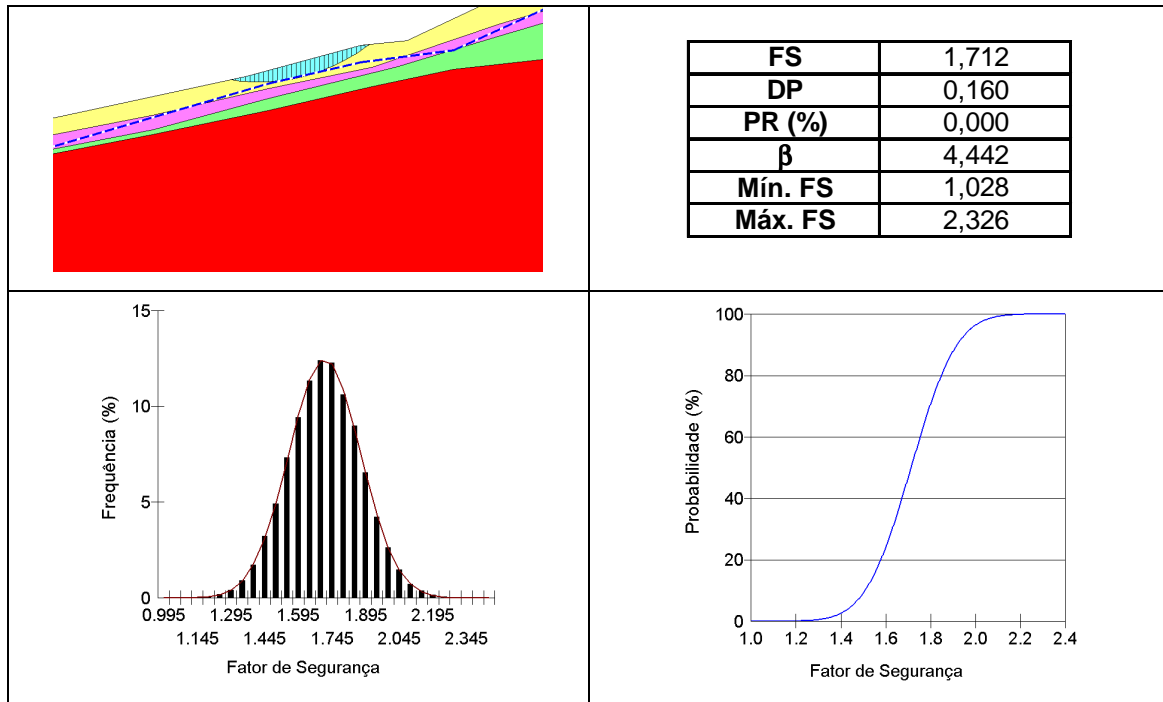 FS 1,712
DP 0,160
PR (%) 0,000
β 4,442
Mín. FS 1,028
Máx. FS 2,326
15
10
5
0
Frequência (%)
0.995 1.295 1.595 1.895 2.195
1.145 1.445 1.745 2.045 2.345
Fator de Segurança
100
80
60
40
20
0
Probabilidade (%)
1.0 1.2 1.4 1.6 1.8 2.0 2.2 2.4
Fator de Segurança